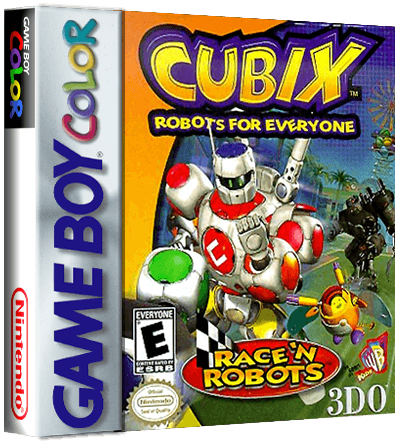 GAME BOY
COLOR
Nintendo
GAME BOY COLOR
CUBIX
TM
ROBOTS FOR EVERYONE
C
EVERYONE
E
CONTENT RATED BY
ESRB
Official
Nintendo
Seal of Quality
RACE 'N
ROBOTS
WB
3DO